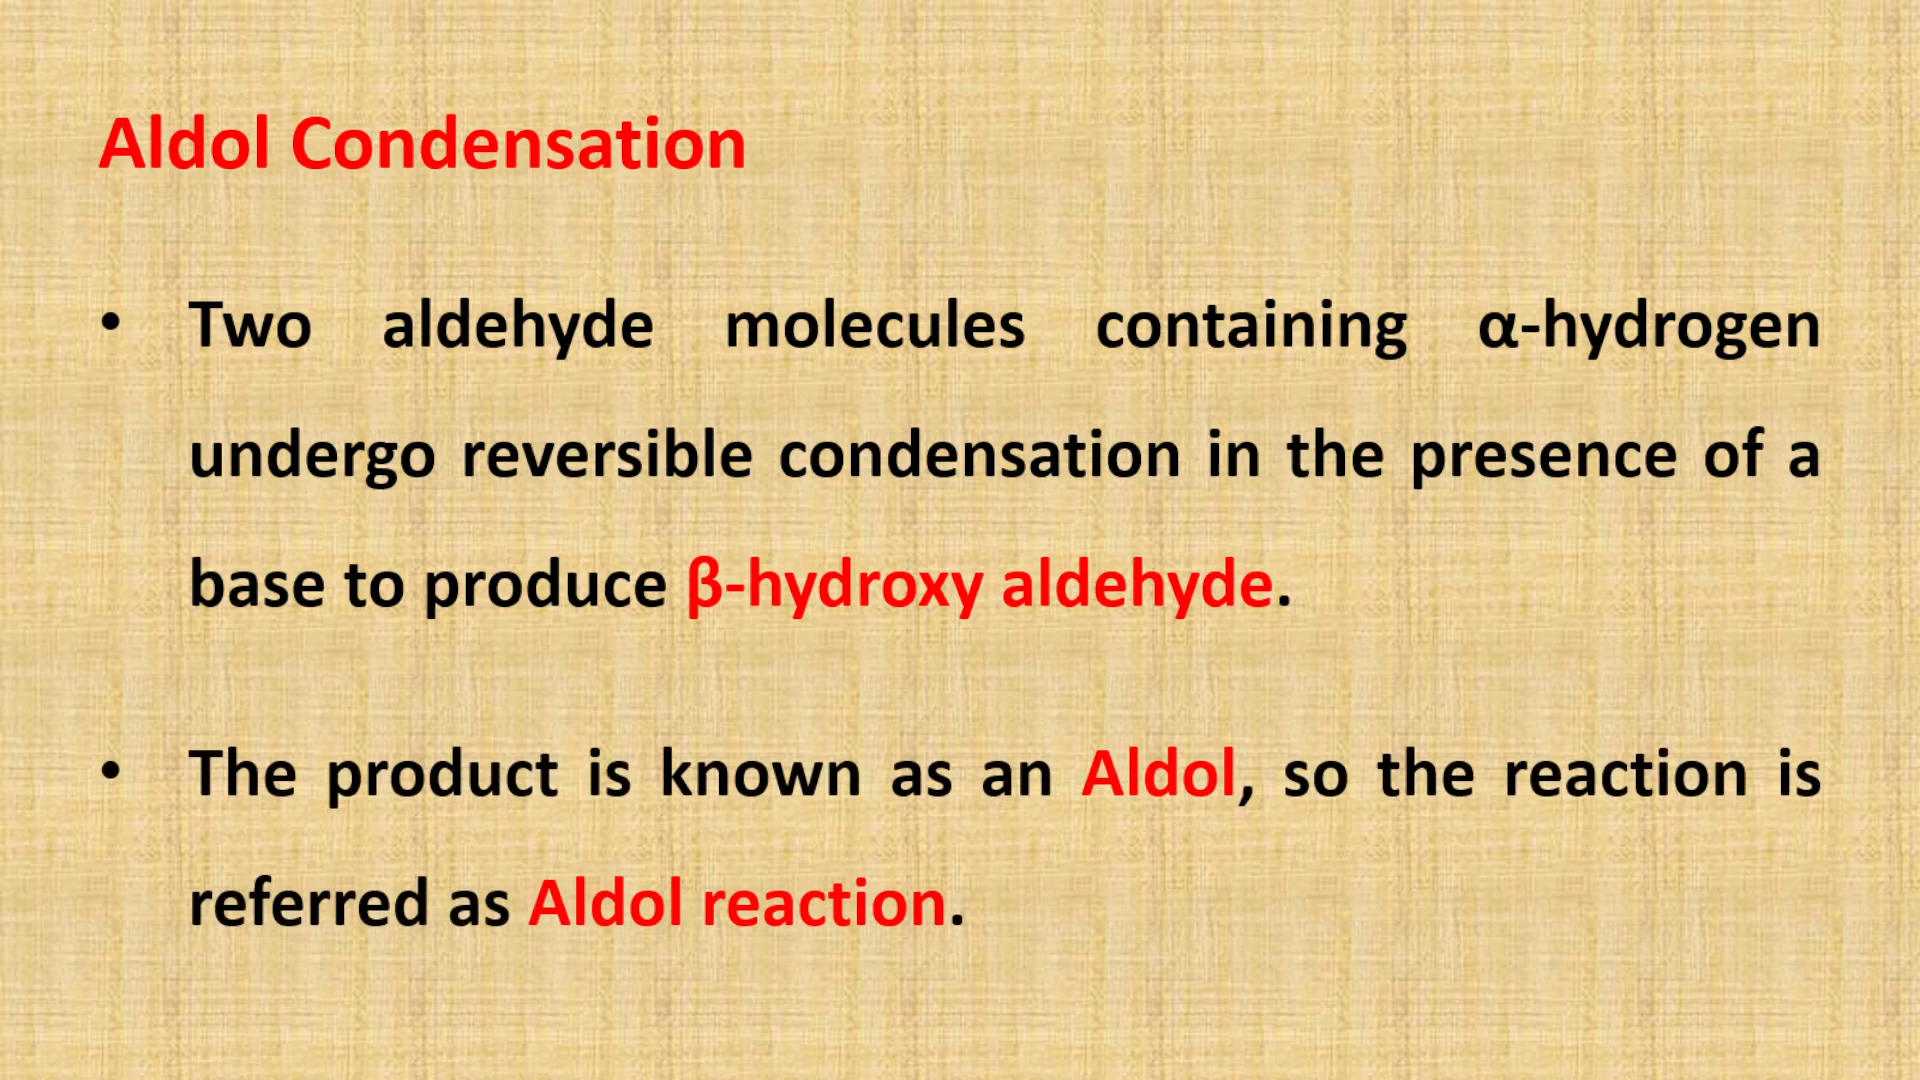 Aldol Condensation
• Two aldehyde molecules containing α-hydrogen
undergo reversible condensation in the presence of a
base to produce β-hydroxy aldehyde.
• The product is known as an Aldol, so the reaction is
referred as Aldol reaction.